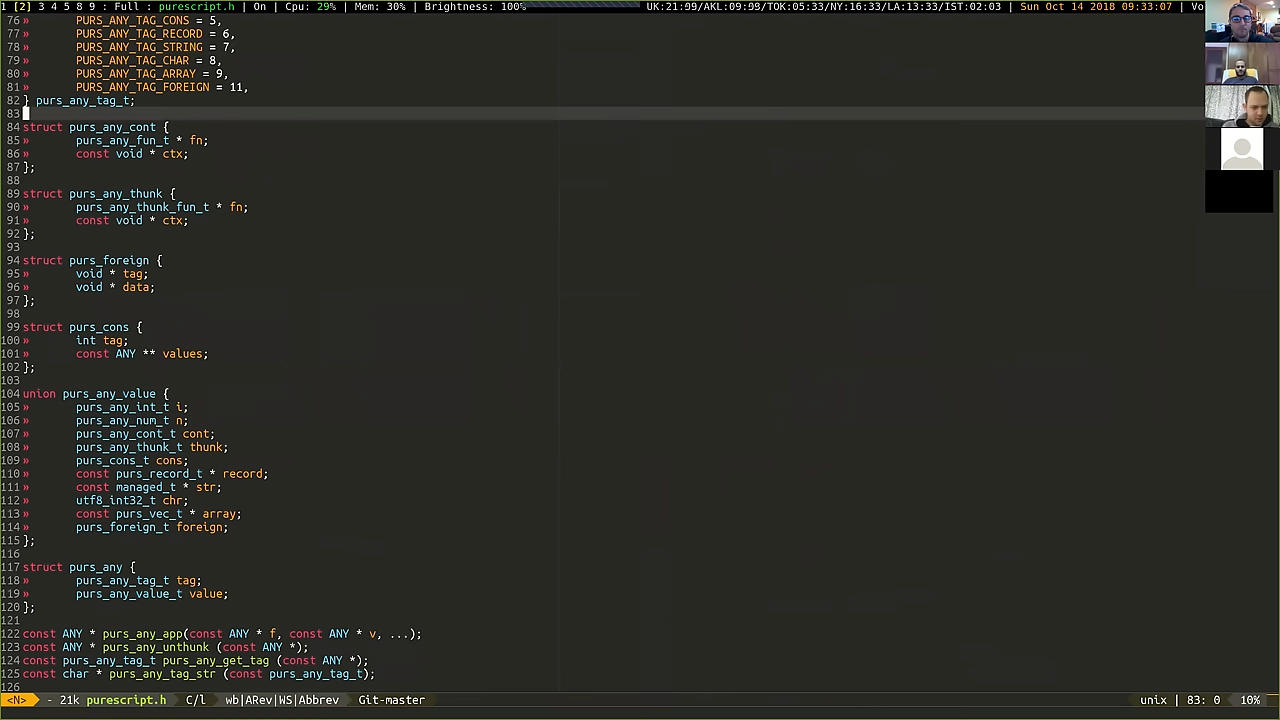 1 [2] 3 4 5 8 9 : Full : purescript.h | On | Cpu: 29% | Mem: 30% | Brightness: 100% UK:21:33/AKL:09:33/TOK:05:33/NY:16:33/LA:13:33/IST:02:03 | Sun Oct 14 2018 09:33:07 | Vo
76 » PURS_ANY_TAG_CONS = 5,
77 » PURS_ANY_TAG_RECORD = 6,
78 » PURS_ANY_TAG_STRING = 7,
79 » PURS_ANY_TAG_CHAR = 8,
80 » PURS_ANY_TAG_ARRAY = 9,
81 » PURS_ANY_TAG_FOREIGN = 11,
82 } purs_any_tag_t;
83
84 struct purs_any_cont {
85 » purs_any_fun_t * fn;
86 » const void * ctx;
87 };
88
89 struct purs_any_thunk {
90 » purs_any_thunk_fun_t * fn;
91 » const void * ctx;
92 };
93
94 struct purs_foreign {
95 » void * tag;
96 » void * data;
97 };
98
99 struct purs_cons {
100 » int tag;
101 » const ANY ** values;
102 };
103
104 union purs_any_value {
105 » purs_any_int_t i;
106 » purs_any_num_t n;
107 » purs_any_cont_t cont;
108 » purs_any_thunk_t thunk;
109 » purs_cons_t cons;
110 » const purs_record_t * record;
111 » const managed_t * str;
112 » utf8_int32_t chr;
113 » const purs_vec_t * array;
114 » purs_foreign_t foreign;
115 };
116
117 struct purs_any {
118 » purs_any_tag_t tag;
119 » purs_any_value_t value;
120 };
121
122 const ANY * purs_any_app(const ANY * f, const ANY * v, ...);
123 const ANY * purs_any_unthunk (const ANY *);
124 const purs_any_tag_t purs_any_get_tag (const ANY *);
125 const char * purs_any_tag_str (const purs_any_tag_t);
126
<N> - 21k purescript.h C/l wb|ARev|WS|Abbrev Git-master unix | 83: 0 10%